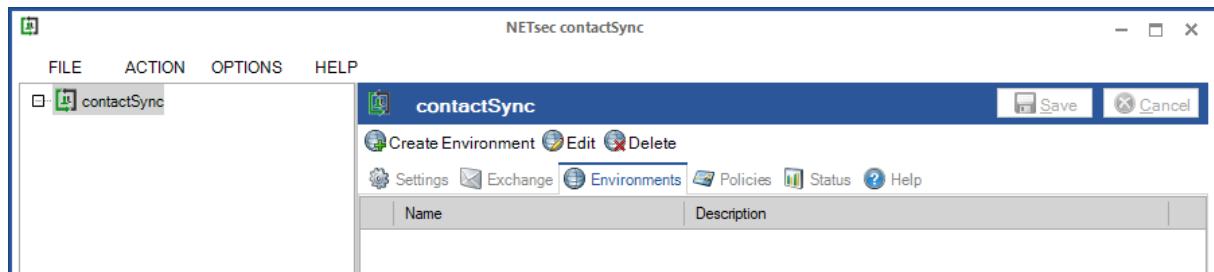 NETsec contactSync
FILE ACTION OPTIONS HELP
contactSync
contactSync Save Cancel
Create Environment Edit Delete
Settings Exchange Environments Policies Status Help
Name Description